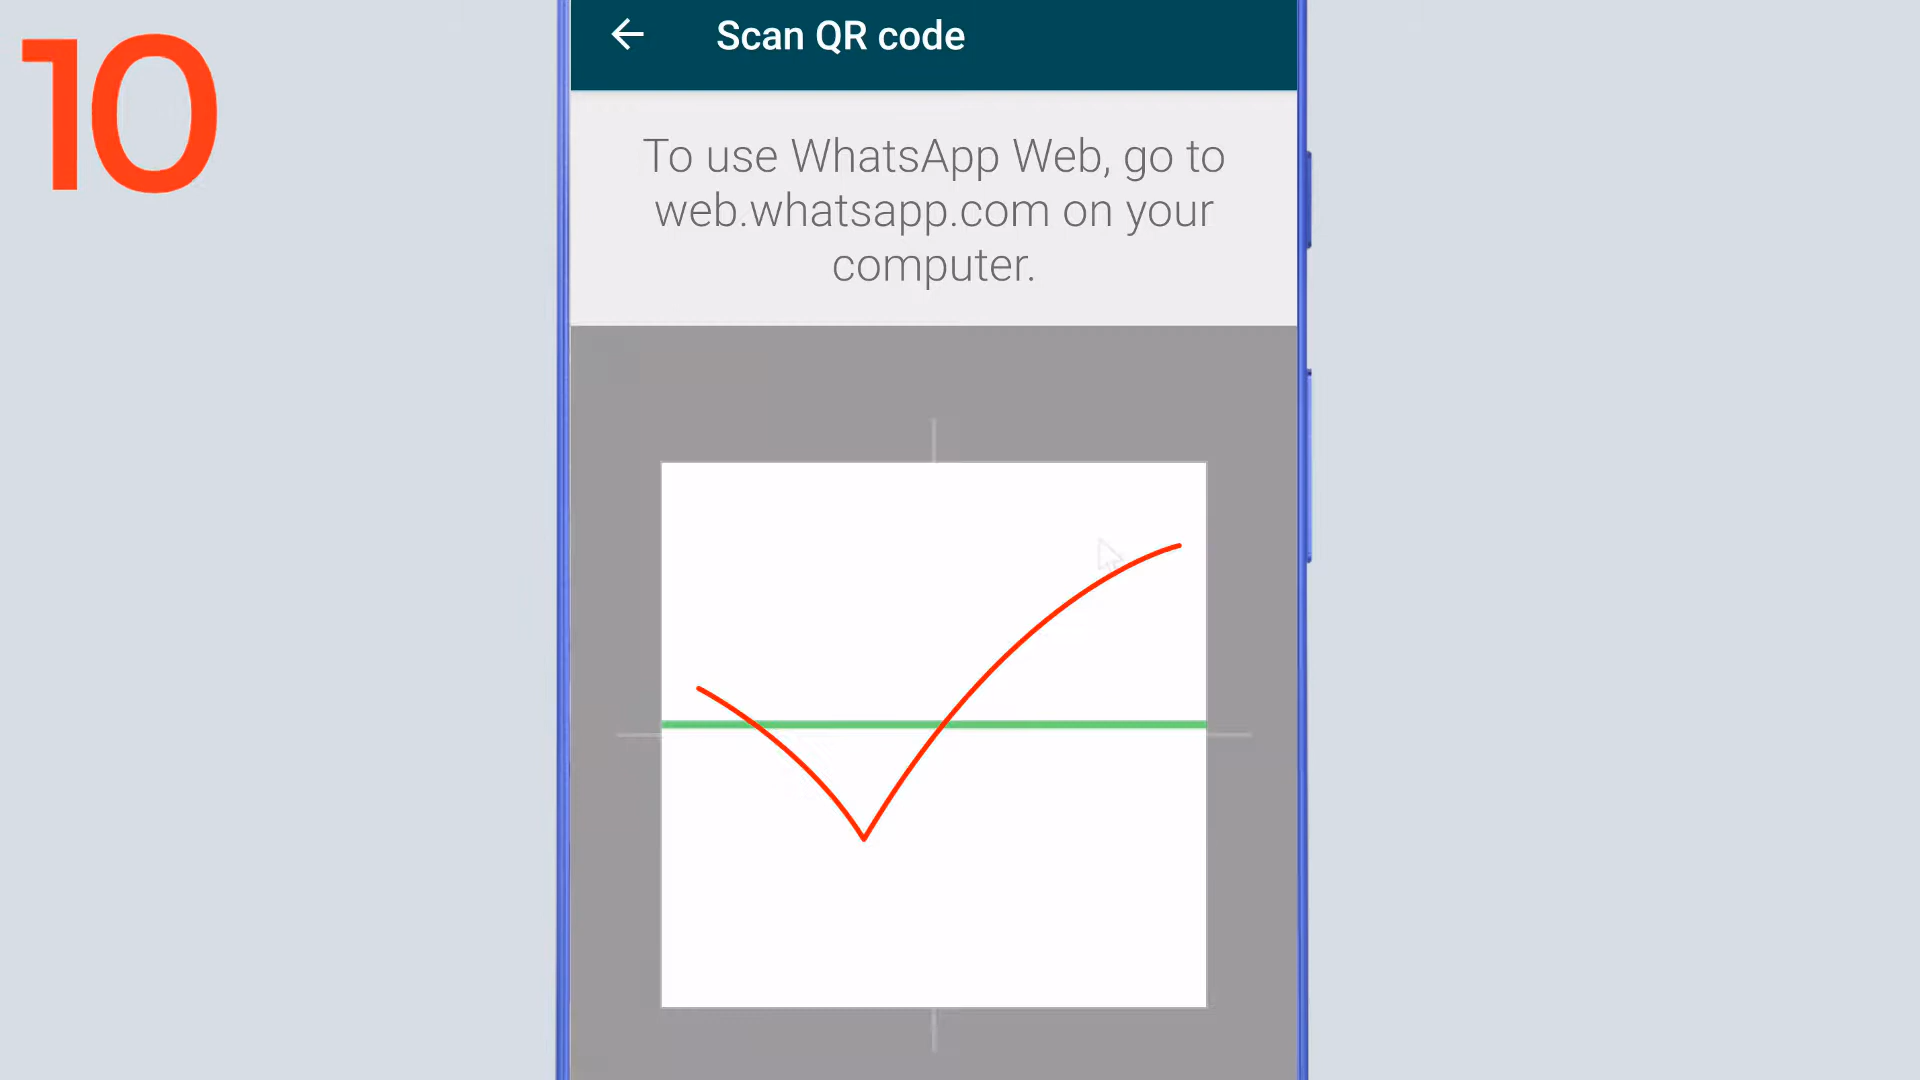 10
Scan QR code
To use WhatsApp Web, go to
web.whatsapp.com on your
computer.